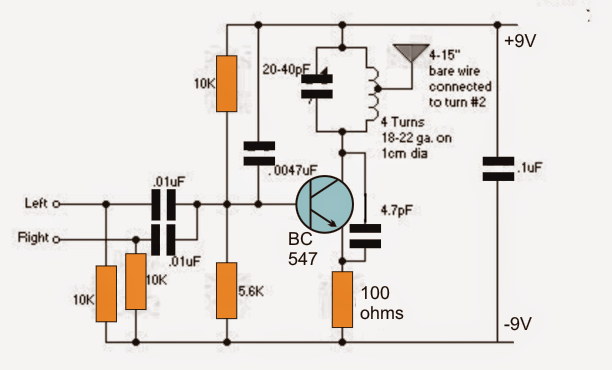 +9V
20-40pF
4-15"
bare wire
connected
to turn #2
10K
4 Turns
18-22 ga. on
1cm dia
.0047uF
.1uF
.01uF
Left
Right
4.7pF
BC
547
.01uF
10K
10K
5.6K
100
ohms
-9V